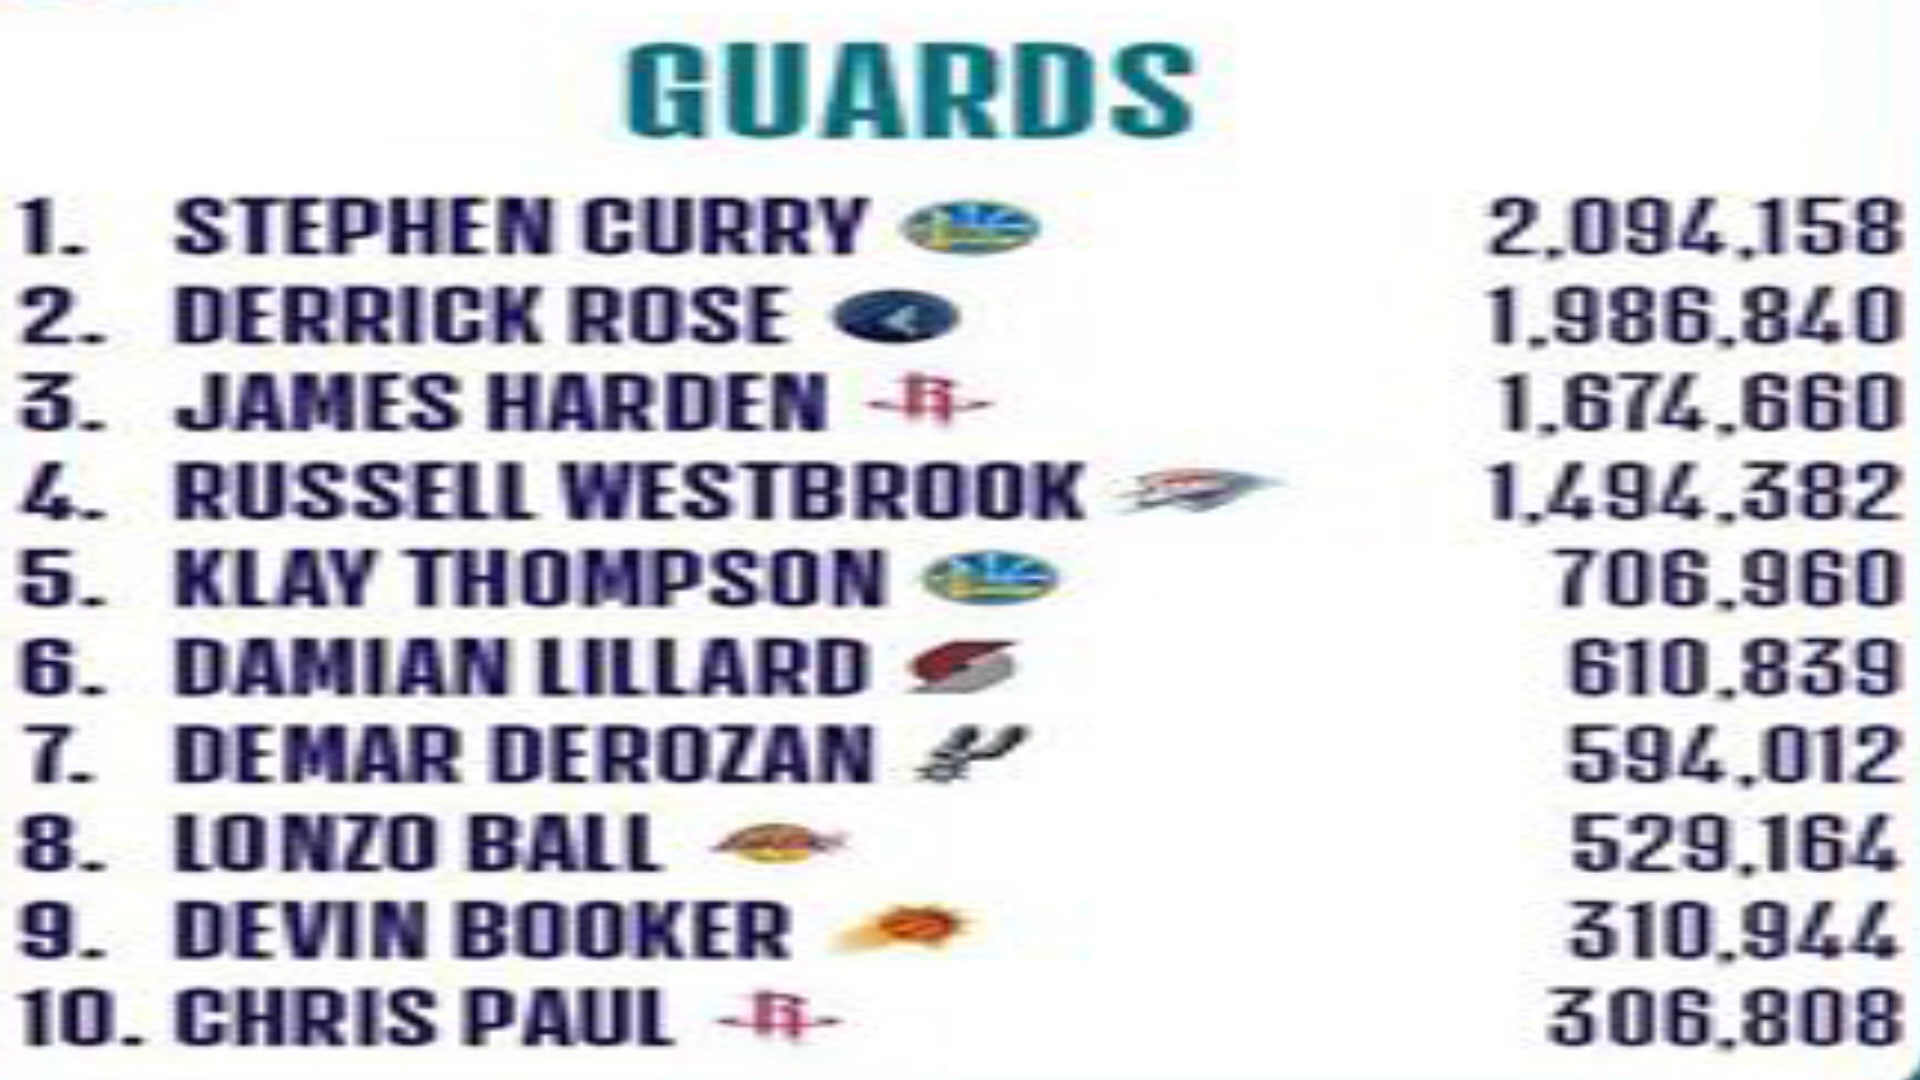 GUARDS
1. STEPHEN CURRY 2,094,158
2. DERRICK ROSE 1,986,840
3. JAMES HARDEN 1,674,660
4. RUSSELL WESTBROOK 1,494,382
5. KLAY THOMPSON 706,960
6. DAMIAN LILLARD 610,839
7. DEMAR DEROZAN 594,012
8. LONZO BALL 529,164
9. DEVIN BOOKER 310,944
10. CHRIS PAUL 306,808